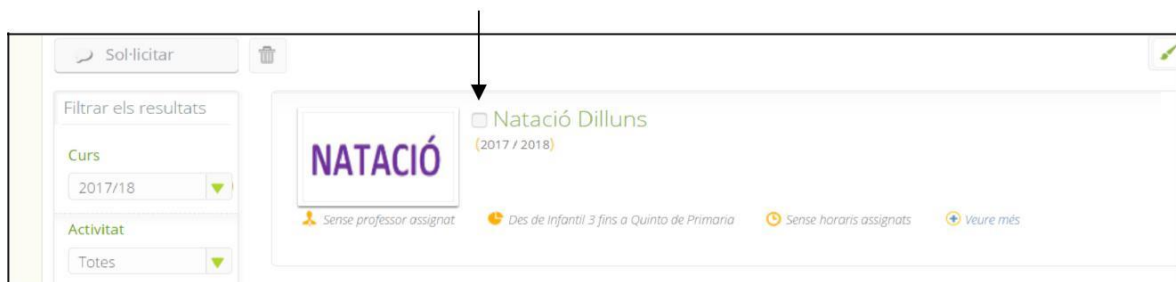 Sol·licitar
Filtrar els resultats
Curs
2017/18
Activitat
Totes
NATACIÓ
Natació Dilluns
(2017 / 2018)
Sense professor assignat
Des de Infantil 3 fins a Quinto de Primaria
Sense horaris assignats
Veure més